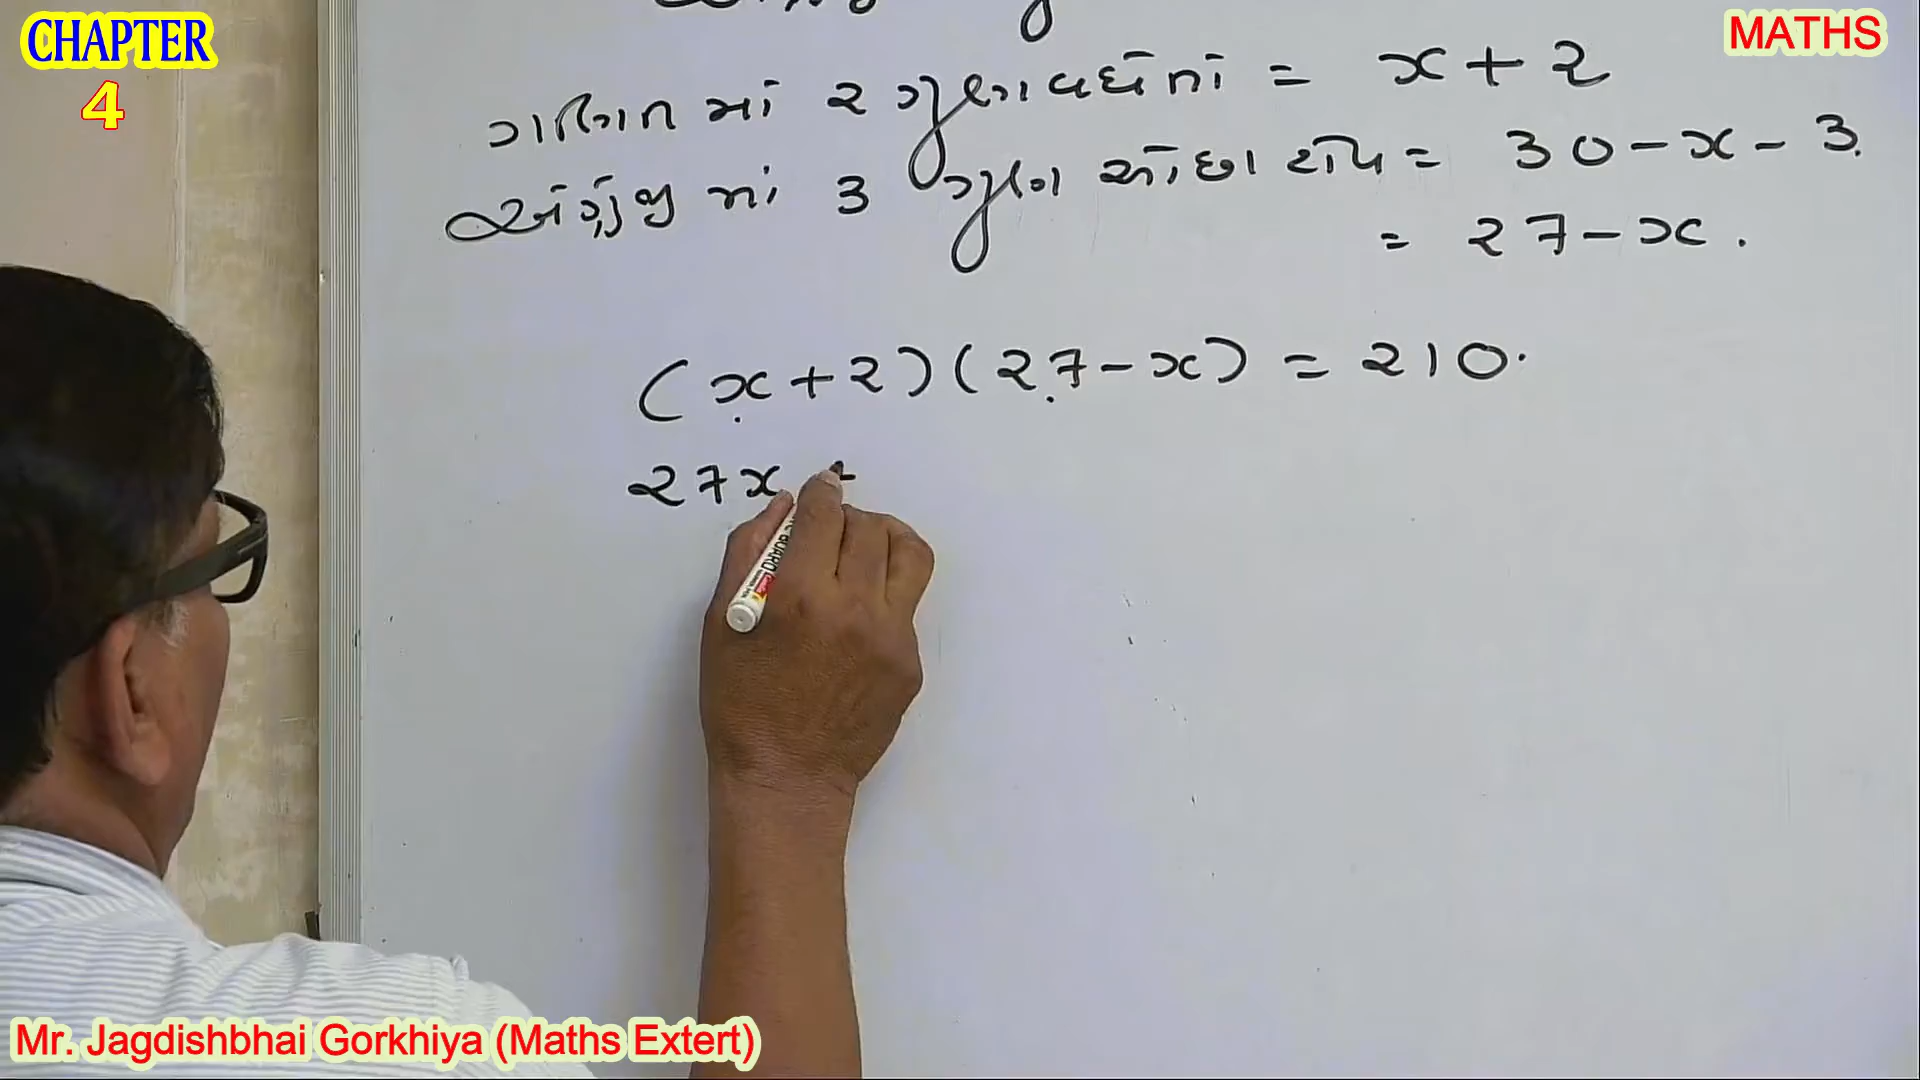 CHAPTER
4
MATHS
ગણિત માં 2 ગુણ વધે તો = x + 2
અંગ્રેજી માં 3 ગુણ ઓછા થાય = 30 - x - 3.
= 27 - x.
(x + 2)(27 - x) = 210.
27x
Mr. Jagdishbhai Gorkhiya (Maths Extert)